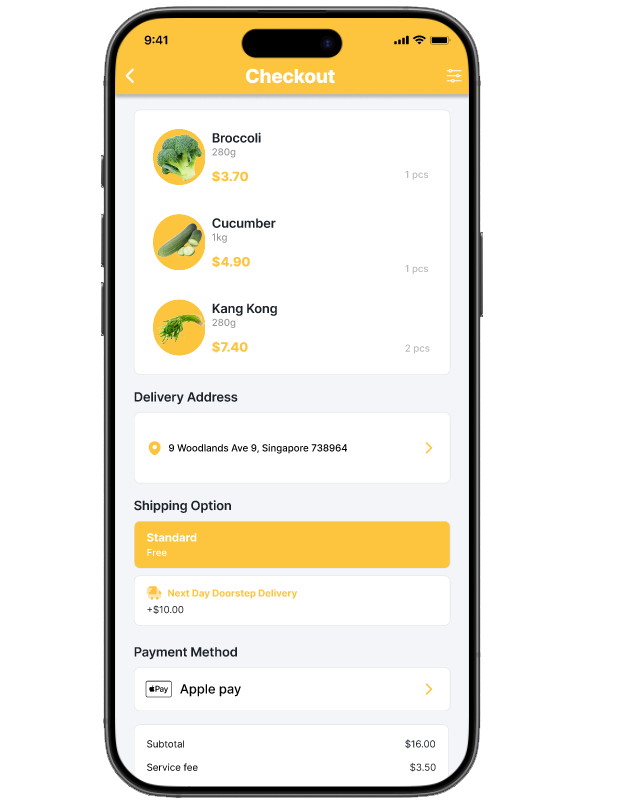 9:41
Checkout
Broccoli
280g
$3.70
1 pcs
Cucumber
1kg
$4.90
1 pcs
Kang Kong
280g
$7.40
2 pcs
Delivery Address
9 Woodlands Ave 9, Singapore 738964
Shipping Option
Standard
Free
Next Day Doorstep Delivery
+$10.00
Payment Method
Pay Apple pay
Subtotal $16.00
Service fee $3.50